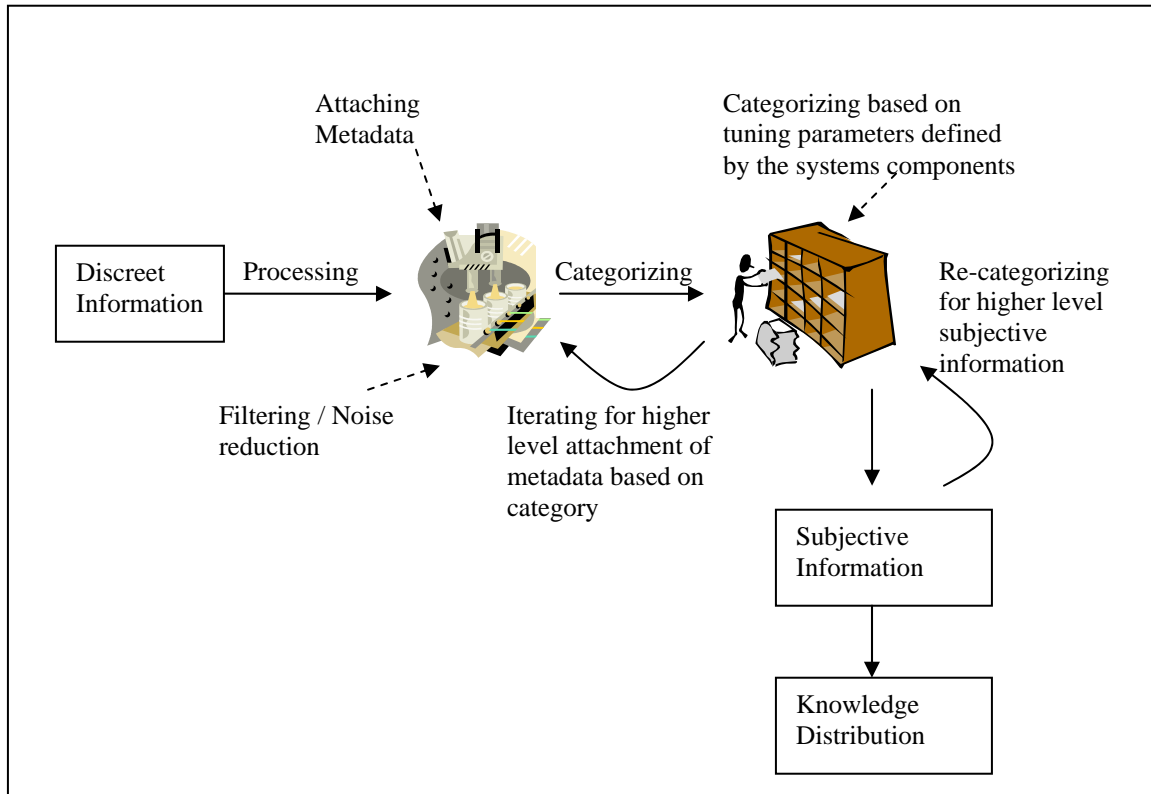 Attaching
Metadata
Categorizing based on
tuning parameters defined
by the systems components
Discreet
Information
Processing
Categorizing
Re-categorizing
for higher level
subjective
information
Filtering / Noise
reduction
Iterating for higher
level attachment of
metadata based on
category
Subjective
Information
Knowledge
Distribution